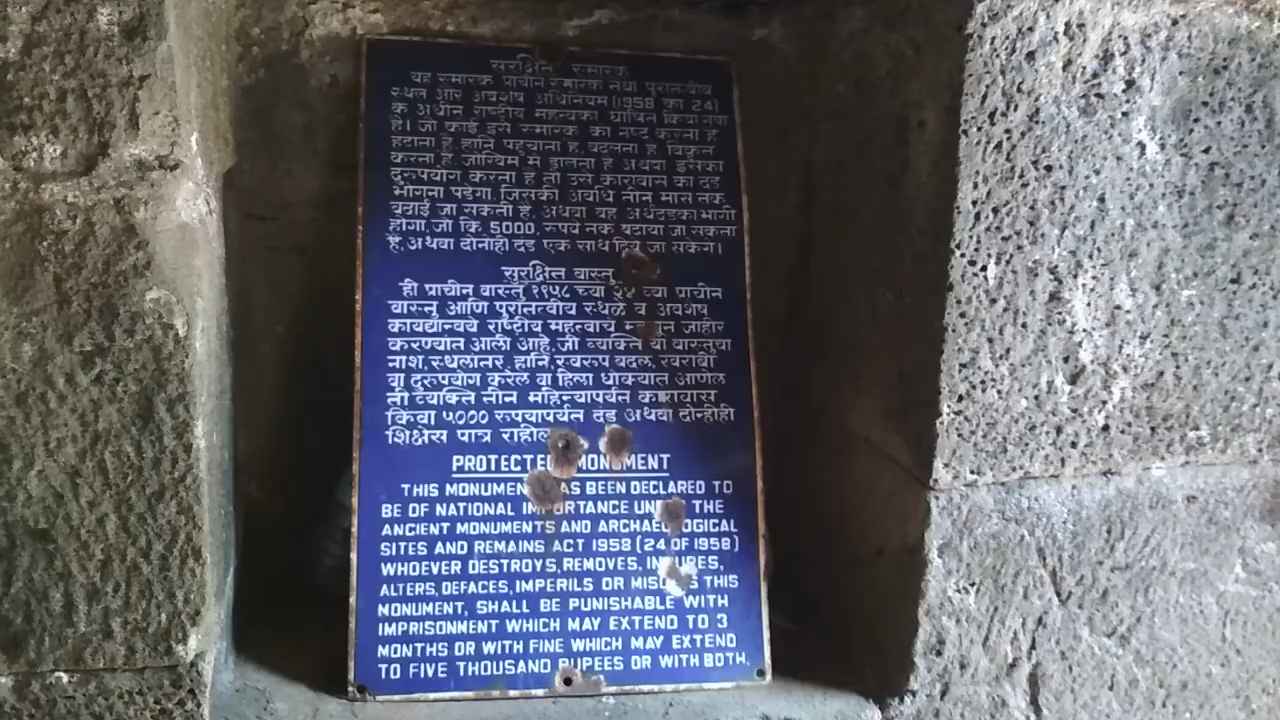 सुरक्षित स्मारक
यह स्मारक प्राचीन स्मारक तथा पुरातत्वीय
स्थल और अवशेष अधिनियम (1958 का 24)
के अधीन राष्ट्रीय महत्वका घोषित किया गया
है। जो कोई इस स्मारक को नष्ट करता है
हटाता है, हानि पहुचाता है, बदलता है, विकृत
करता है, जोखिम में डालता है अथवा इसका
दुरुपयोग करता है तो उसे कारावास का दंड
भोगना पडेगा, जिसकी अवधि तीन मास तक
बढाई जा सकती है, अथवा वह अर्थदंडका भागी
होगा, जो कि 5000, रूपये तक बढाया जा सकता
है, अथवा दोनोही दंड एक साथ दिये जा सकेंगे।
सुरक्षित वास्तु
ही प्राचीन वास्तु १९५८ च्या २४ व्या प्राचीन
वास्तु आणि पुरातत्वीय स्थळे व अवशेष
कायद्यान्वये राष्ट्रीय महत्वाचे जाहीर
करण्यात आली आहे, जी व्यक्ति या वास्तुचा
नाश, स्थलांतर, हानि, स्वरूप बदल, खराबी
वा दुरुपयोग करेल वा हिला धोक्यात आणेल
ती व्यक्ति तीन महिन्यापर्यंत कारावास
किंवा ५000 रूपयापर्यंत दंड अथवा दोन्हीही
शिक्षेस पात्र राहील
PROTECTED MONUMENT
THIS MONUMENT HAS BEEN DECLARED TO
BE OF NATIONAL IMPORTANCE UNDER THE
ANCIENT MONUMENTS AND ARCHAEOLOGICAL
SITES AND REMAINS ACT 1958 (24 OF 1958)
WHOEVER DESTROYS, REMOVES, INJURES,
ALTERS, DEFACES, IMPERILS OR MISUSES THIS
MONUMENT, SHALL BE PUNISHABLE WITH
IMPRISONMENT WHICH MAY EXTEND TO 3
MONTHS OR WITH FINE WHICH MAY EXTEND
TO FIVE THOUSAND RUPEES OR WITH BOTH.